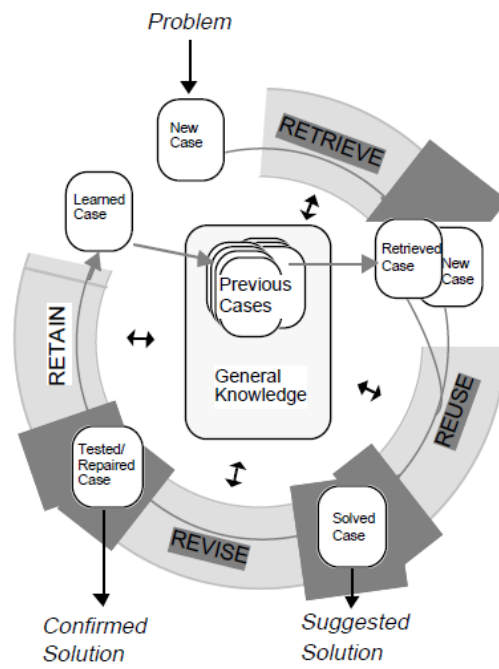 Problem
New
Case
RETRIEVE
Learned
Case
Retrieved
Case
New
Case
Previous
Cases
General
Knowledge
RETAIN
REUSE
Tested/
Repaired
Case
REVISE
Solved
Case
Confirmed
Solution
Suggested
Solution